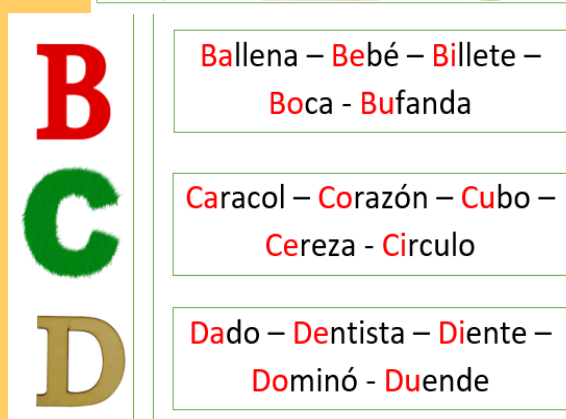 B
Ballena – Bebé – Billete –
Boca - Bufanda
C
Caracol – Corazón – Cubo –
Cereza - Circulo
D
Dado – Dentista – Diente –
Dominó - Duende